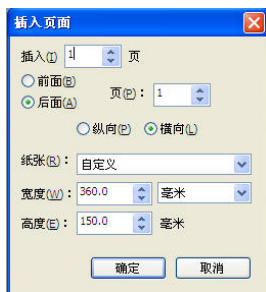 插入页面
插入(I) 1 页
前面(B)
后面(A)
页(P): 1
纵向(P) 横向(L)
纸张(R): 自定义
宽度(W): 360.0 毫米
高度(E): 150.0 毫米
确定 取消